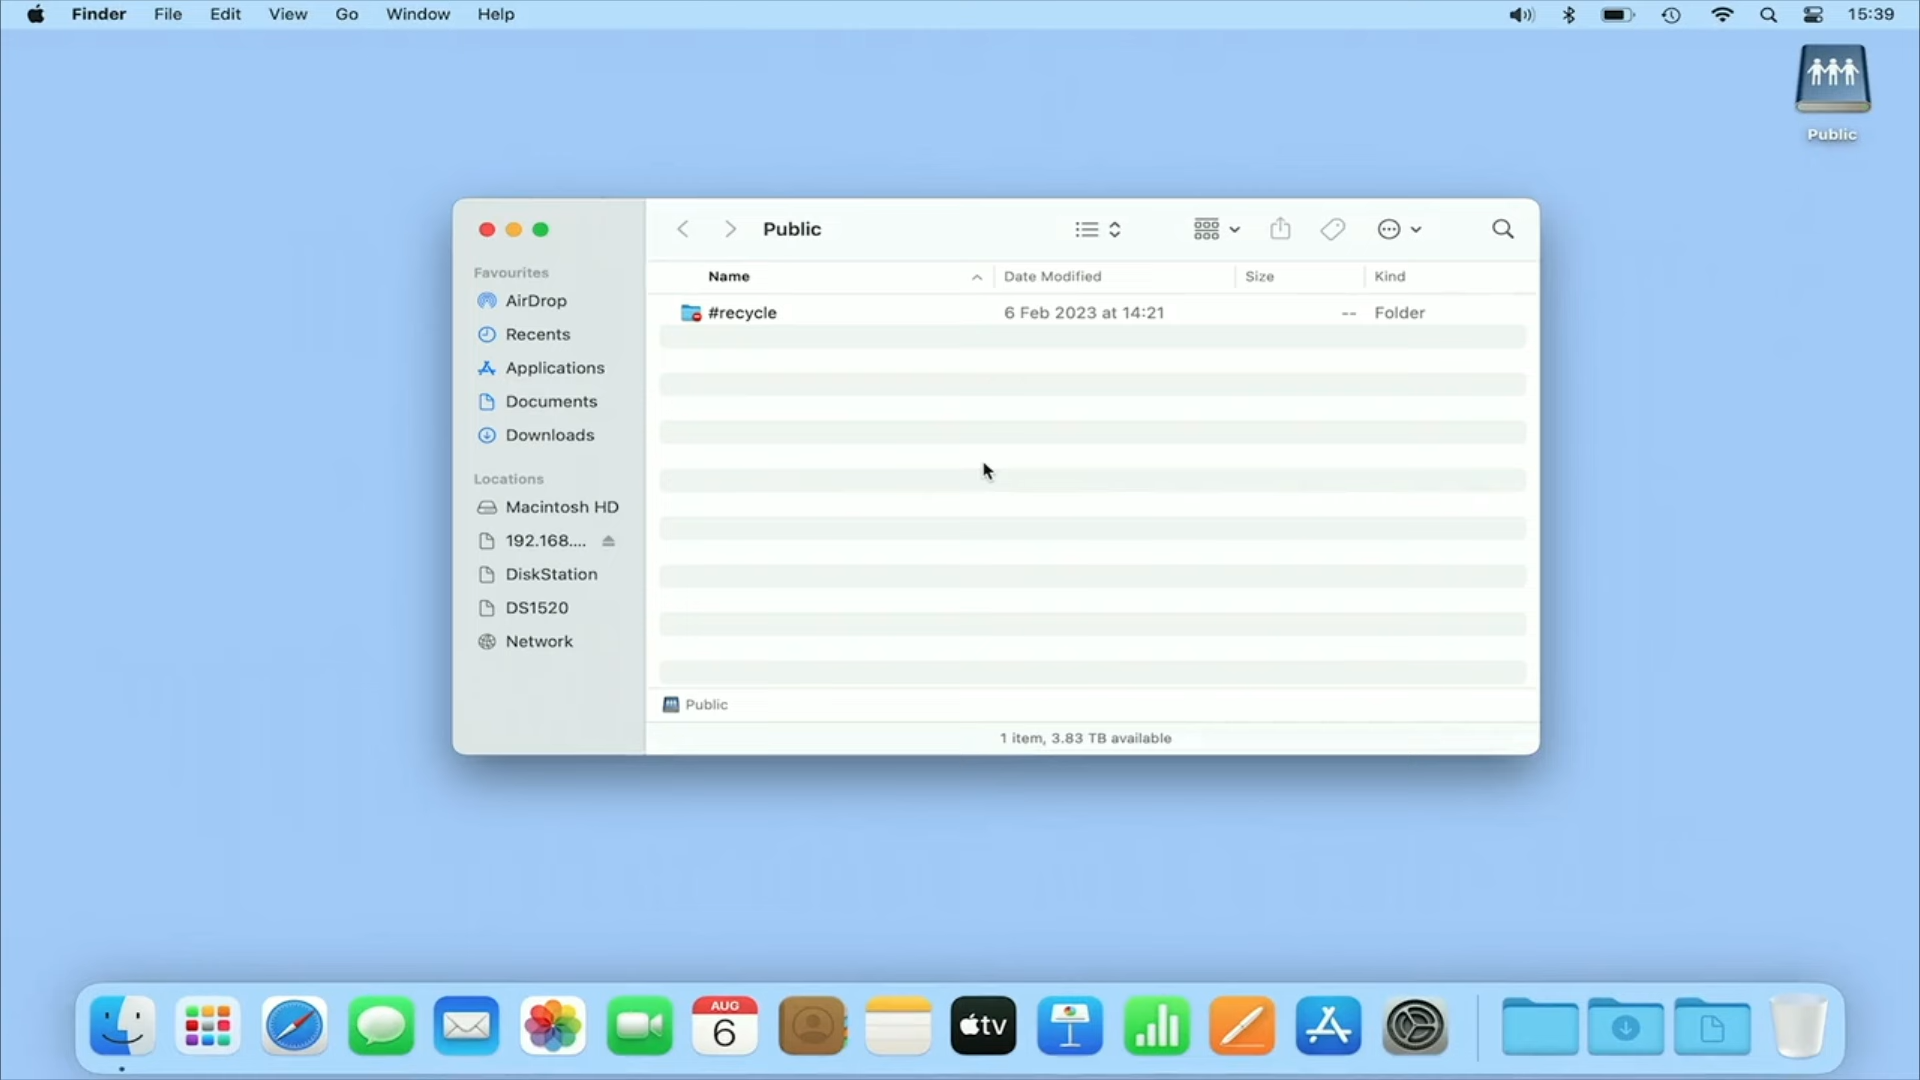 Finder File Edit View Go Window Help 15:39
Public
Public
Favourites
AirDrop
Recents
Applications
Documents
Downloads
Locations
Macintosh HD
192.168....
DiskStation
DS1520
Network
Name Date Modified Size Kind
#recycle 6 Feb 2023 at 14:21 -- Folder
Public
1 item, 3.83 TB available
AUG
6
tv